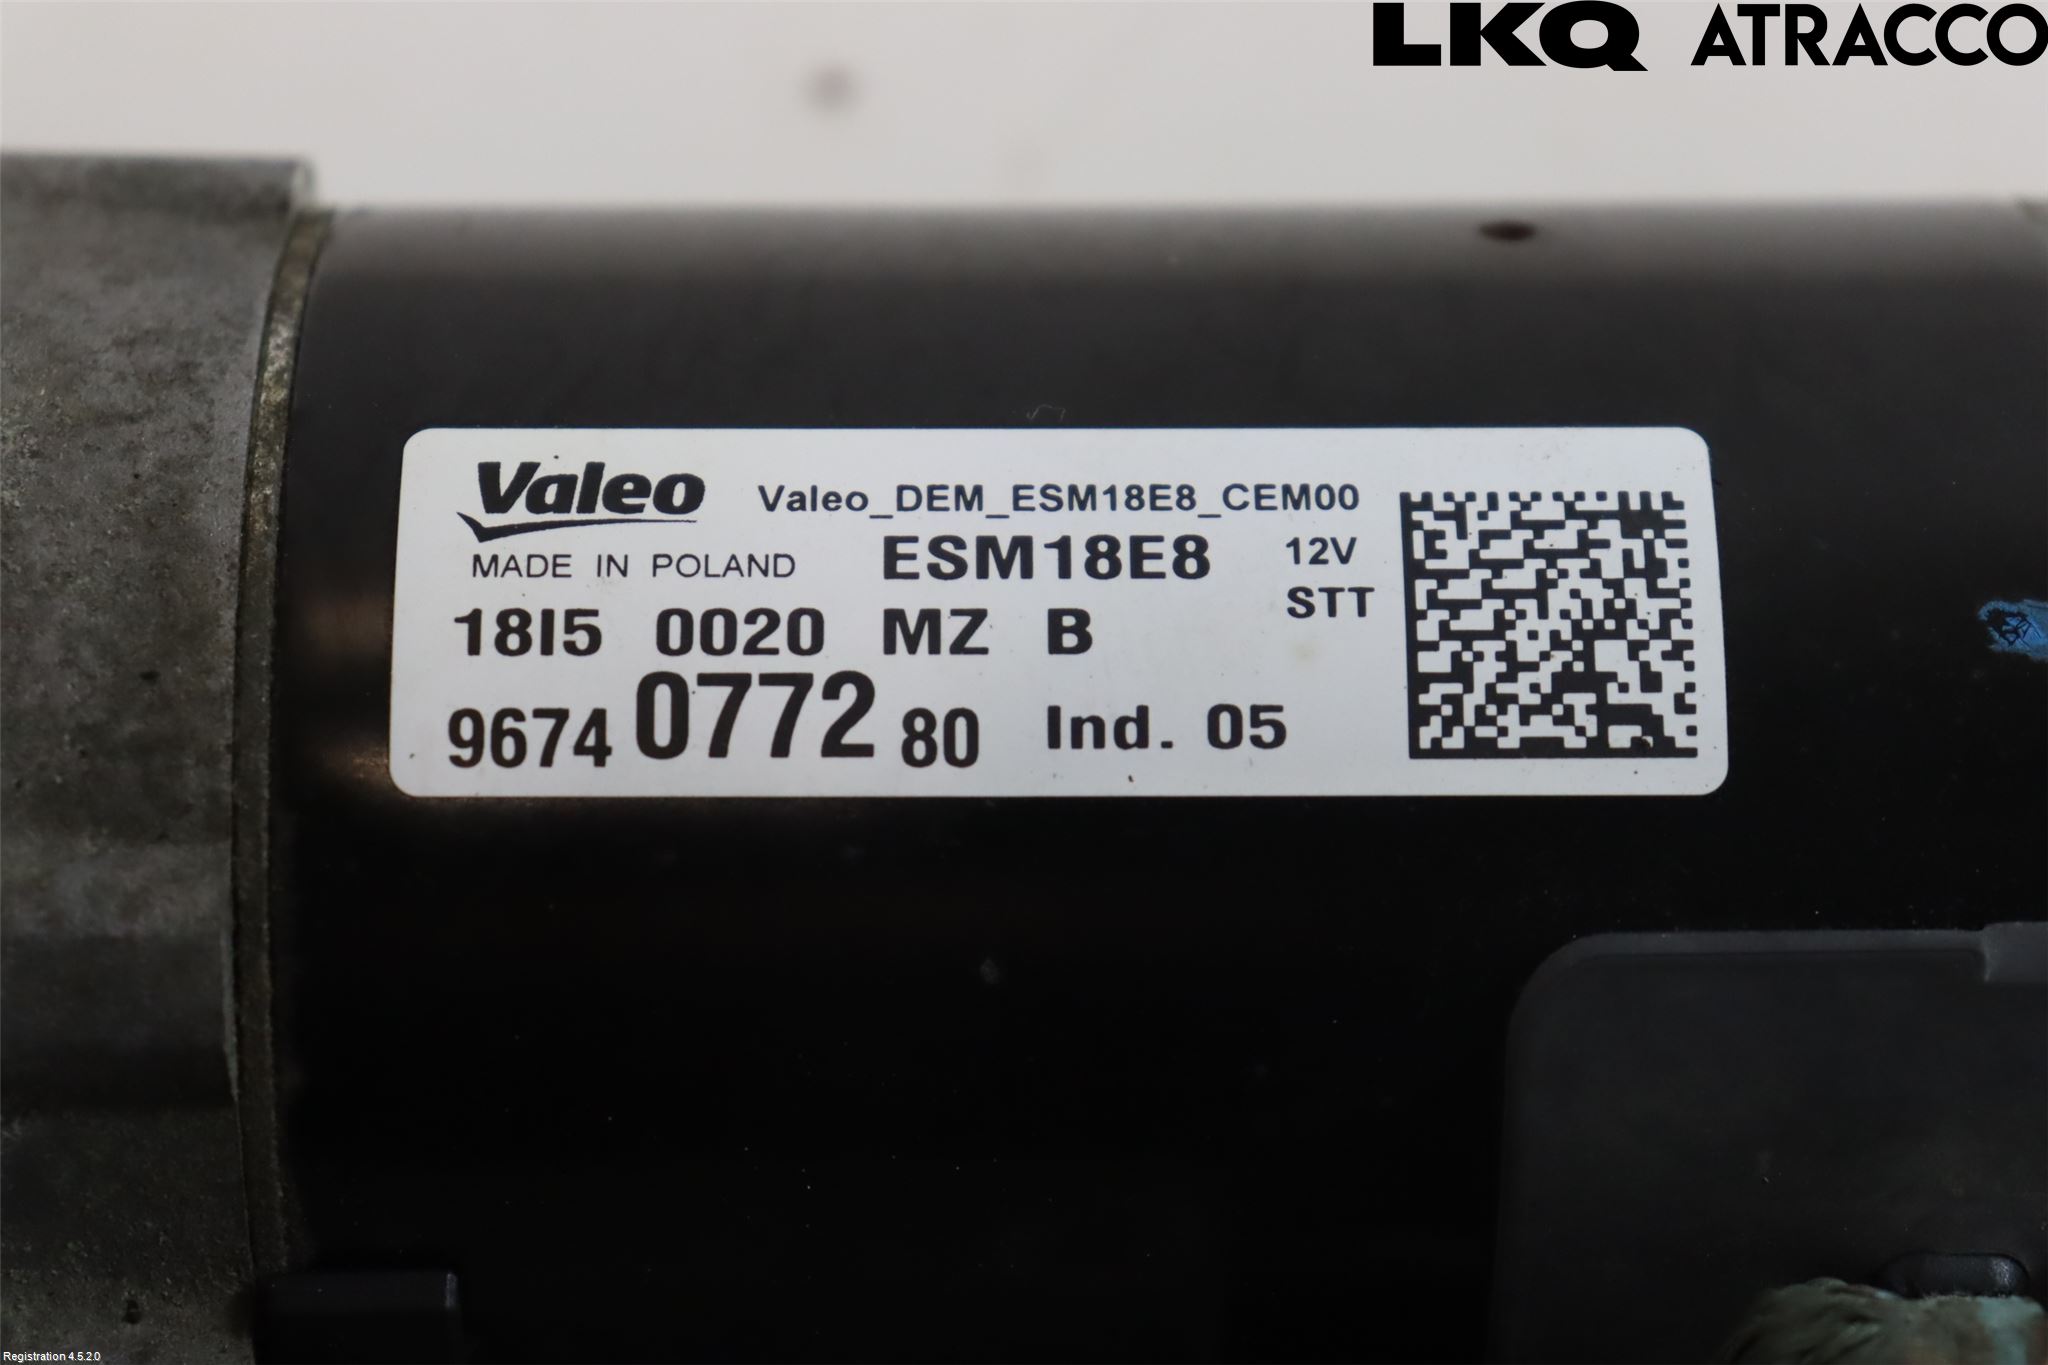 LKQ ATRACCO
Valeo Valeo_DEM_ESM18E8_CEM00
MADE IN POLAND ESM18E8 12V
STT
18I5 0020 MZ B
9674 0772 80 Ind. 05
Registration 4.5.2.0